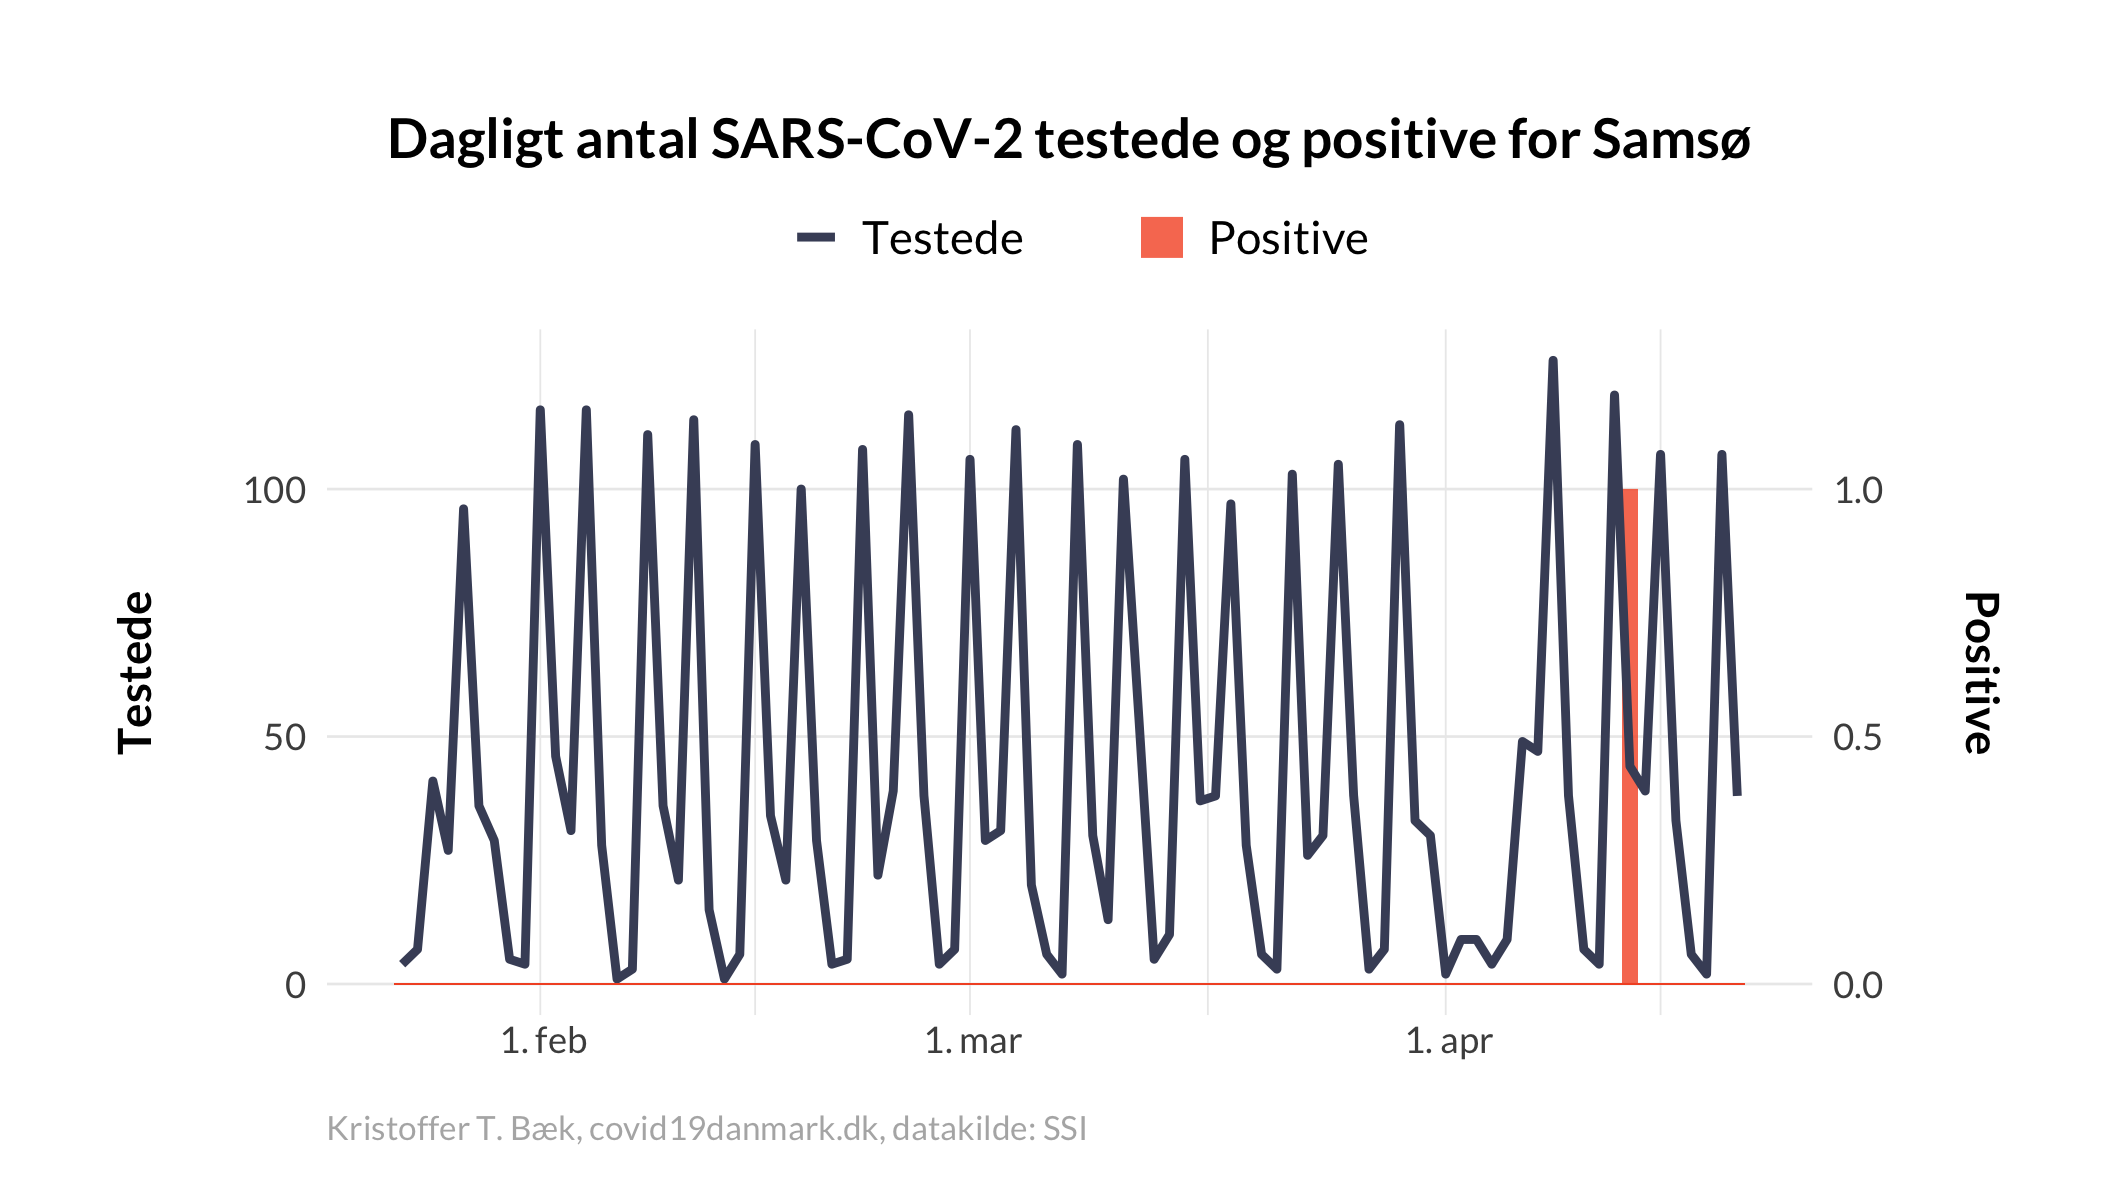 Dagligt antal SARS-CoV-2 testede og positive for Samsø
Testede
Positive
Testede
100
50
0
1.0
0.5
0.0
Positive
1. feb
1. mar
1. apr
Kristoffer T. Bæk, covid19danmark.dk, datakilde: SSI